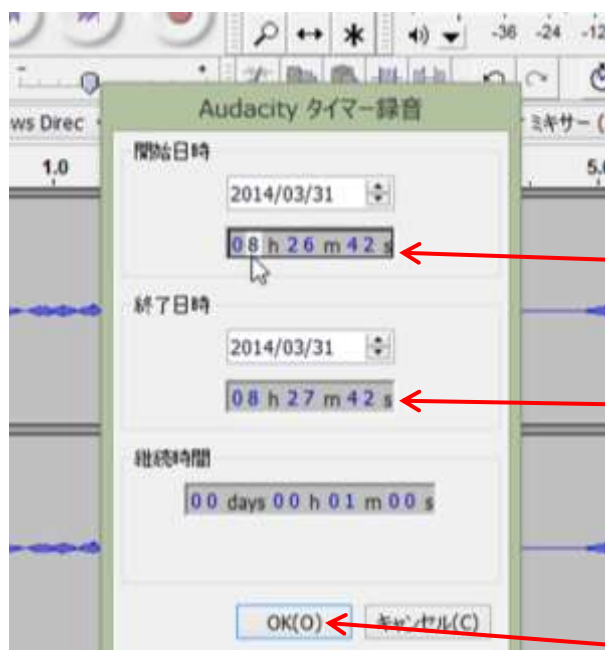 -36 -24 -12
ws Direc
ミキサー (
Audacity タイマー録音
1.0
5.0
開始日時
2014/03/31
08 h 26 m 42 s
終了日時
2014/03/31
08 h 27 m 42 s
継続時間
00 days 00 h 01 m 00 s
OK(O) キャンセル(C)